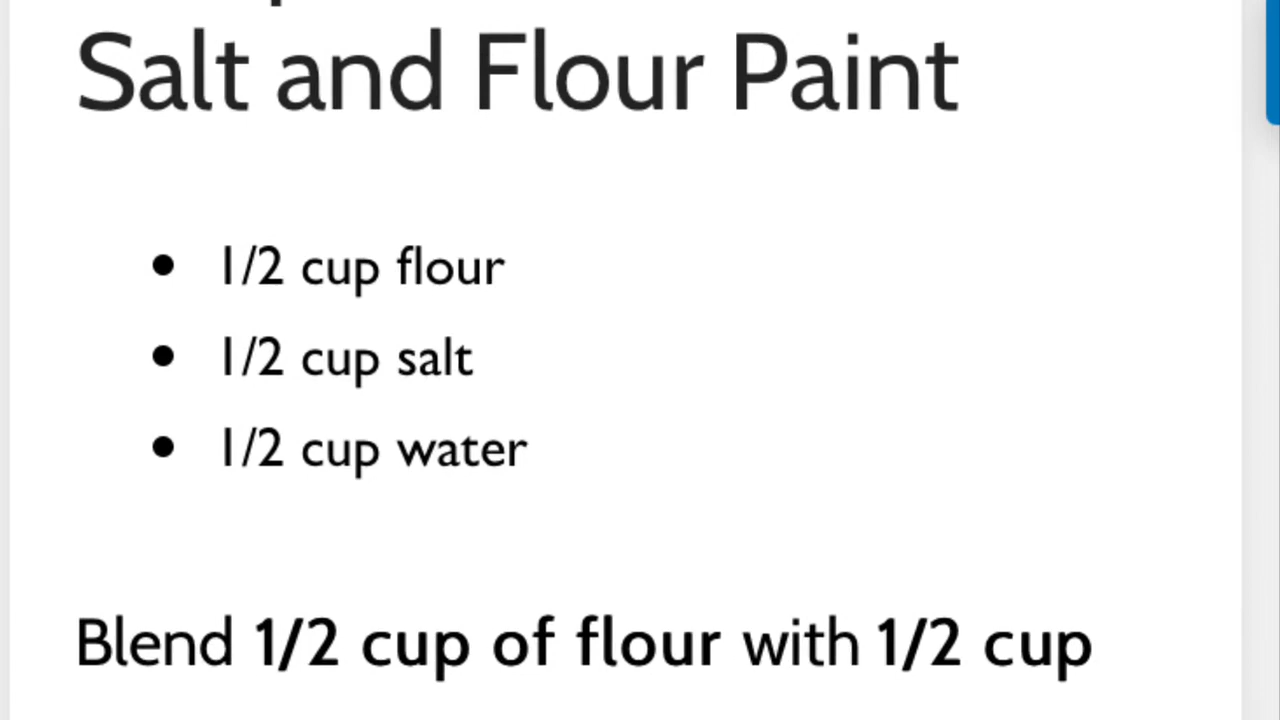 Salt and Flour Paint
• 1/2 cup flour
• 1/2 cup salt
• 1/2 cup water
Blend 1/2 cup of flour with 1/2 cup